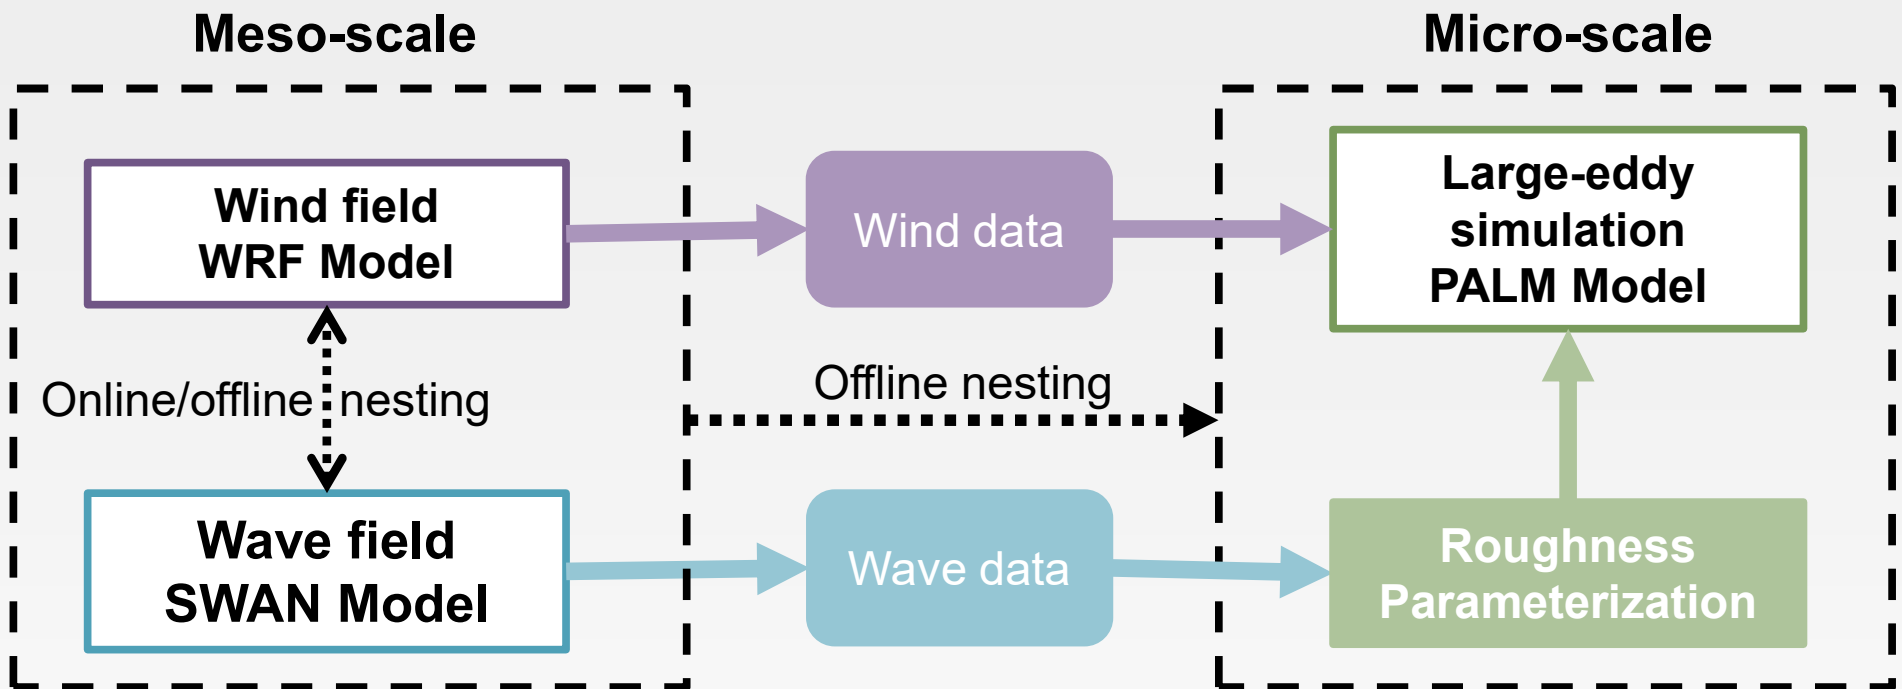 Meso-scale
Micro-scale
Wind field
WRF Model
Wind data
Large-eddy
simulation
PALM Model
Online/offline nesting
Offline nesting
Wave field
SWAN Model
Wave data
Roughness
Parameterization